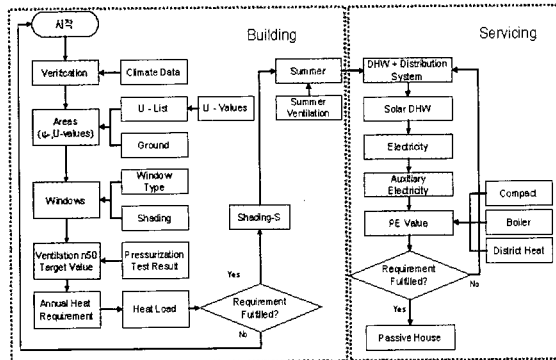 시작
Building
Servicing
Verification
Climate Data
Summer
DHW + Distribution
System
Summer
Ventilation
Areas
(ψ-,U-values)
U - List
U - Values
Ground
Solar DHW
Electricity
Window
Type
Windows
Shading
Auxiliary
Electricity
Compact
Shading-S
PE Value
Boiler
Ventilation n50
Target Value
Pressurization
Test Result
District Heat
Yes
Requirement
Fulfilled?
No
Annual Heat
Requirement
Heat Load
Requirement
Fulfilled?
Yes
No
Passive House